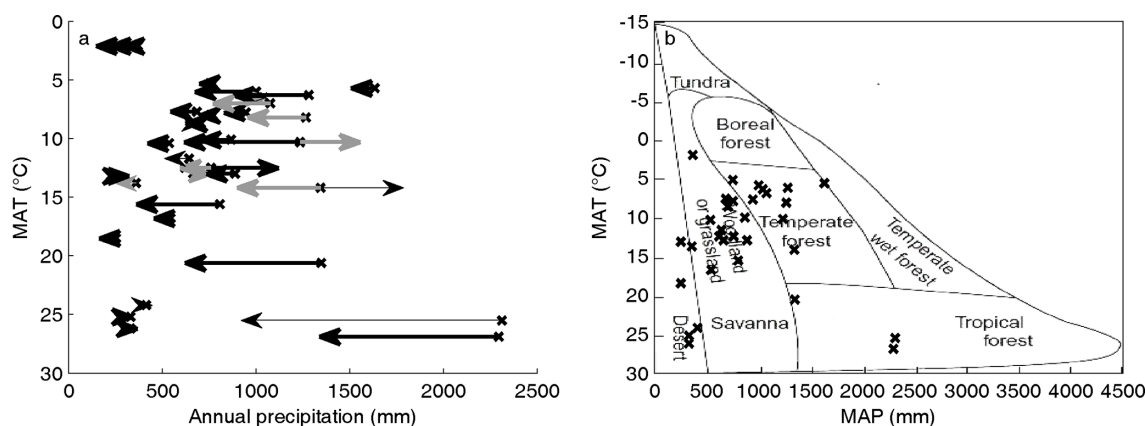 a
0
5
10
15
20
25
30
MAT (°C)
0
500
1000
1500
2000
2500
Annual precipitation (mm)
b
-15
-10
-5
0
5
10
15
20
25
30
MAT (°C)
Tundra
Boreal
forest
Woodland
or grassland
Temperate
forest
Temperate
wet forest
Desert
Savanna
Tropical
forest
0
500
1000
1500
2000
2500
3000
3500
4000
4500
MAP (mm)